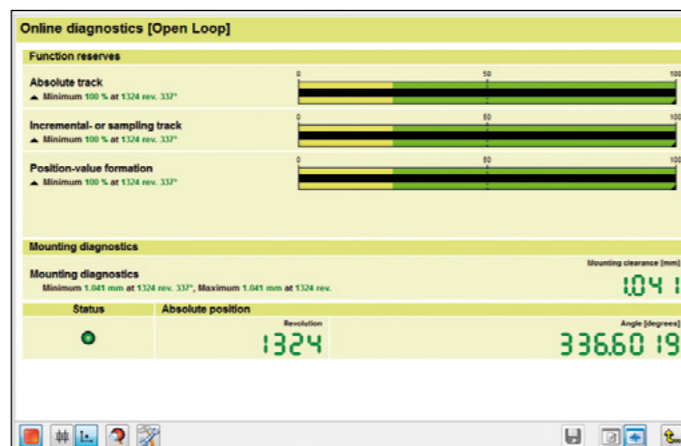 Online diagnostics [Open Loop]
Function reserves
Absolute track
Minimum 100 % at 1324 rev. 337°
0 50 100
Incremental- or sampling track
Minimum 100 % at 1324 rev. 337°
0 50 100
Position-value formation
Minimum 100 % at 1324 rev. 337°
0 50 100
Mounting diagnostics
Mounting diagnostics
Minimum 1.041 mm at 1324 rev. 337°, Maximum 1.041 mm at 1324 rev.
Mounting clearance [mm]
1.041
Status Absolute position
Revolution
1324
Angle [degrees]
336.6019